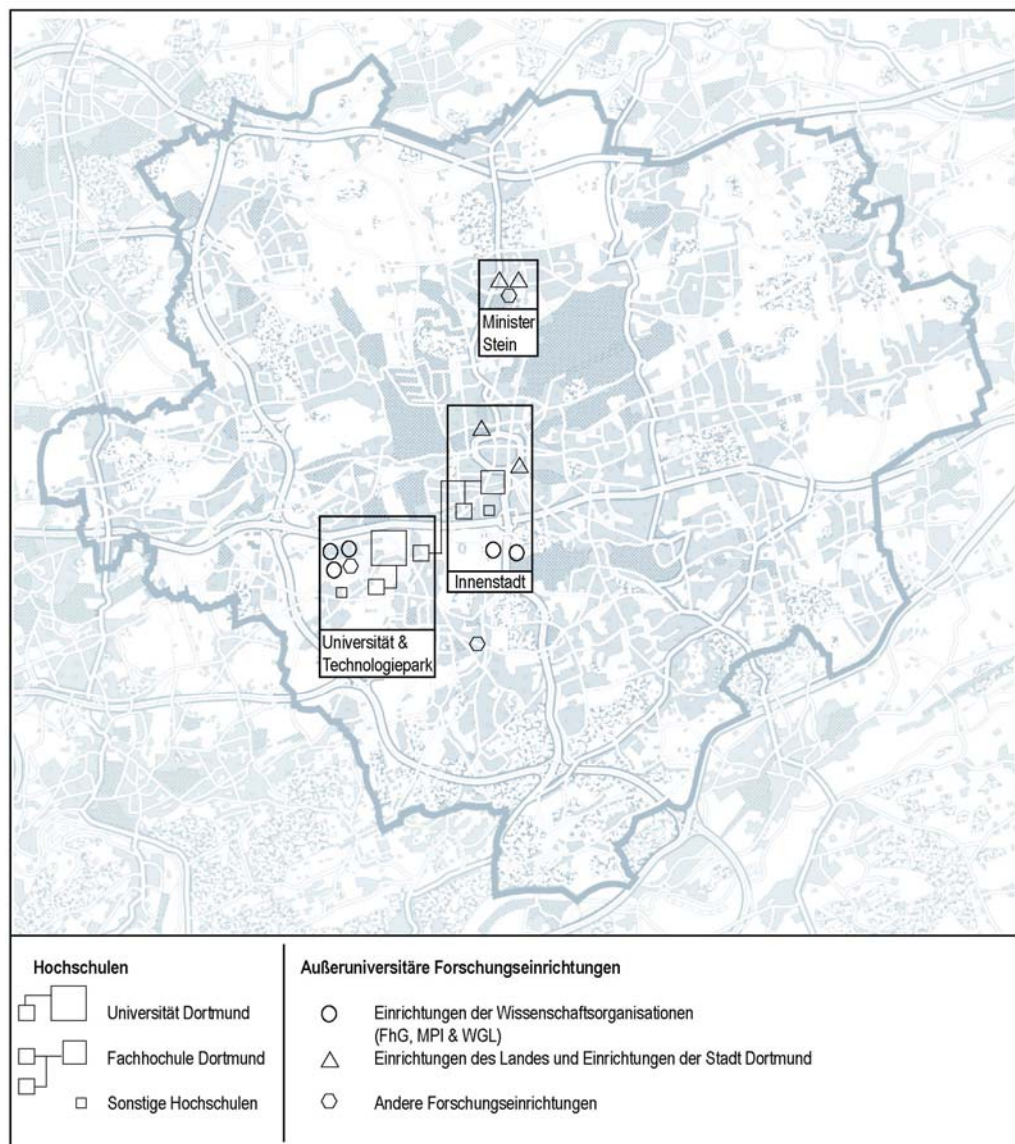 Minister
Stein
Innenstadt
Universität &
Technologiepark
Hochschulen
Universität Dortmund
Fachhochule Dortmund
Sonstige Hochschulen
Außeruniversitäre Forschungseinrichtungen
Einrichtungen der Wissenschaftsorganisationen
(FhG, MPI & WGL)
Einrichtungen des Landes und Einrichtungen der Stadt Dortmund
Andere Forschungseinrichtungen